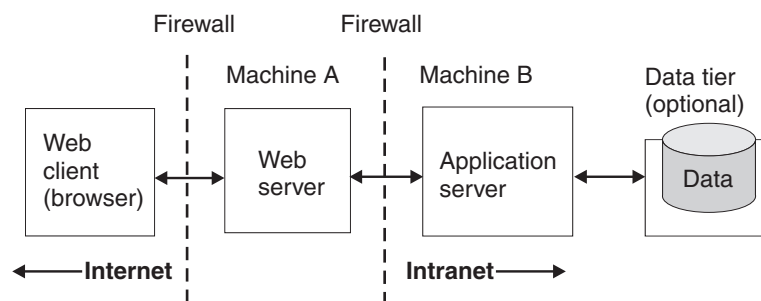 Firewall
Firewall
Machine A
Machine B
Data tier
(optional)
Web
client
(browser)
Web
server
Application
server
Data
Internet
Intranet